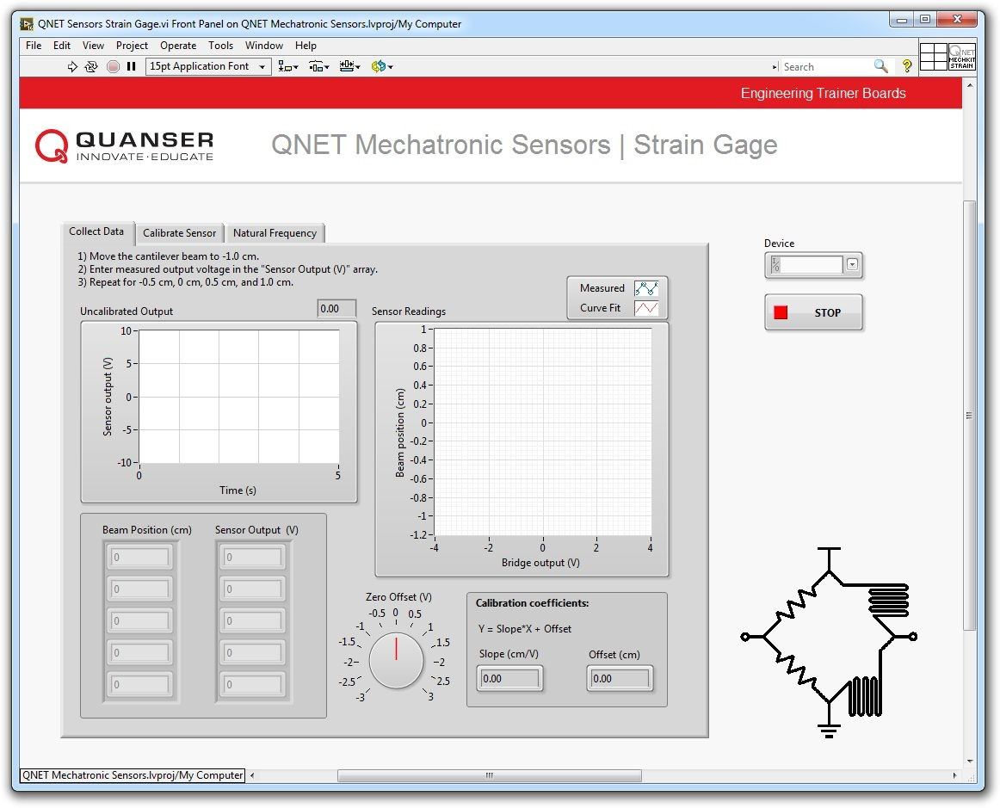 QNET Sensors Strain Gage.vi Front Panel on QNET Mechatronic Sensors.lvproj/My Computer
File Edit View Project Operate Tools Window Help
15pt Application Font
Search
?
QNET
MECHKIT
STRAIN
Engineering Trainer Boards
QUANSER
INNOVATE·EDUCATE
QNET Mechatronic Sensors | Strain Gage
Collect Data Calibrate Sensor Natural Frequency
1) Move the cantilever beam to -1.0 cm.
2) Enter measured output voltage in the "Sensor Output (V)" array.
3) Repeat for -0.5 cm, 0 cm, 0.5 cm, and 1.0 cm.
Device
I/0
STOP
Measured
Curve Fit
Uncalibrated Output 0.00
Sensor output (V)
10
5
0
-5
-10
0 5
Time (s)
Sensor Readings
Beam position (cm)
1
0.8
0.6
0.4
0.2
0
-0.2
-0.4
-0.6
-0.8
-1
-1.2
-4 -2 0 2 4
Bridge output (V)
Beam Position (cm) Sensor Output (V)
0 0
0 0
0 0
0 0
0 0
Zero Offset (V)
-0.5 0 0.5
-1 1
-1.5 1.5
-2 2
-2.5 2.5
-3 3
Calibration coefficients:
Y = Slope*X + Offset
Slope (cm/V) Offset (cm)
0.00 0.00
QNET Mechatronic Sensors.lvproj/My Computer